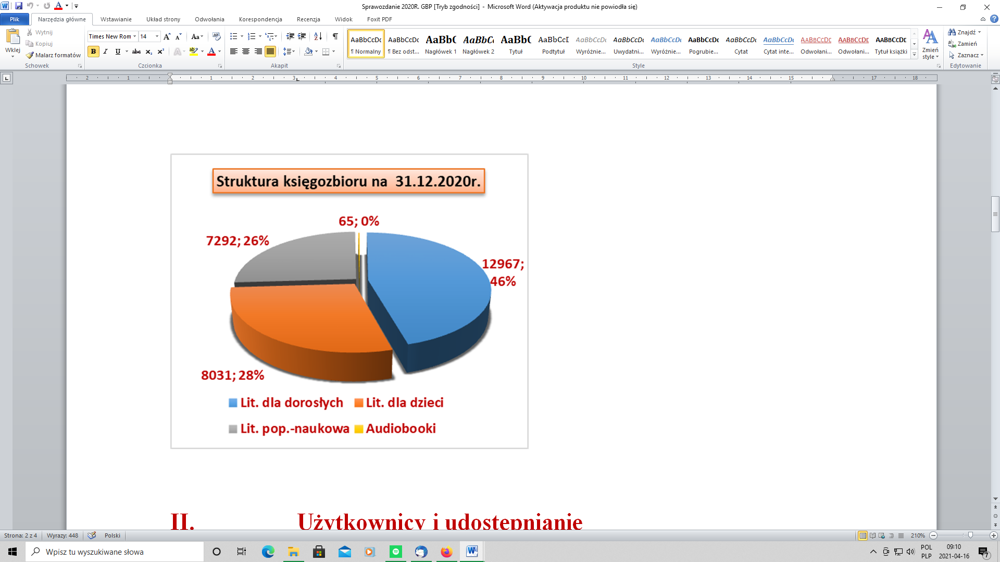 Sprawozdanie 2020R. GBP [Tryb zgodności] - Microsoft Word (Aktywacja produktu nie powiodła się)
Plik Narzędzia główne Wstawianie Układ strony Odwołania Korespondencja Recenzja Widok Foxit PDF
Wklej
Wytnij
Kopiuj
Malarz formatów
Schowek
Times New Rom 14
Czcionka
Akapit
AaBbCcDc AaBbCcDc AaBbC AaBbCc AaBbC AaBbCcI AaBbCcDc AaBbCcDc AaBbCcDc AaBbCcDc AaBbCcDc AaBbCcDc AABBCCDE AABBCCDE AABBCCDE
¶ Normalny ¶ Bez odst... Nagłówek 1 Nagłówek 2 Tytuł Podtytuł Wyróżnie... Uwydatni... Wyróżnie... Pogrubie... Cytat Cytat inte... Odwołani... Odwołani... Tytuł książki
Style
Zmień style
Znajdź
Zamień
Zaznacz
Edytowanie
2 1 1 2 3 4 5 6 7 8 9 10 11 12 13 14 15 17 18
Struktura księgozbioru na 31.12.2020r.
65; 0%
7292; 26%
12967;
46%
8031; 28%
Lit. dla dorosłych Lit. dla dzieci
Lit. pop.-naukowa Audiobooki
II. Użytkownicy i udostępnianie
Strona: 2 z 4 Wyrazy: 448 Polski 210%
Wpisz tu wyszukiwane słowa
POL
PLP
09:10
2021-04-16
7